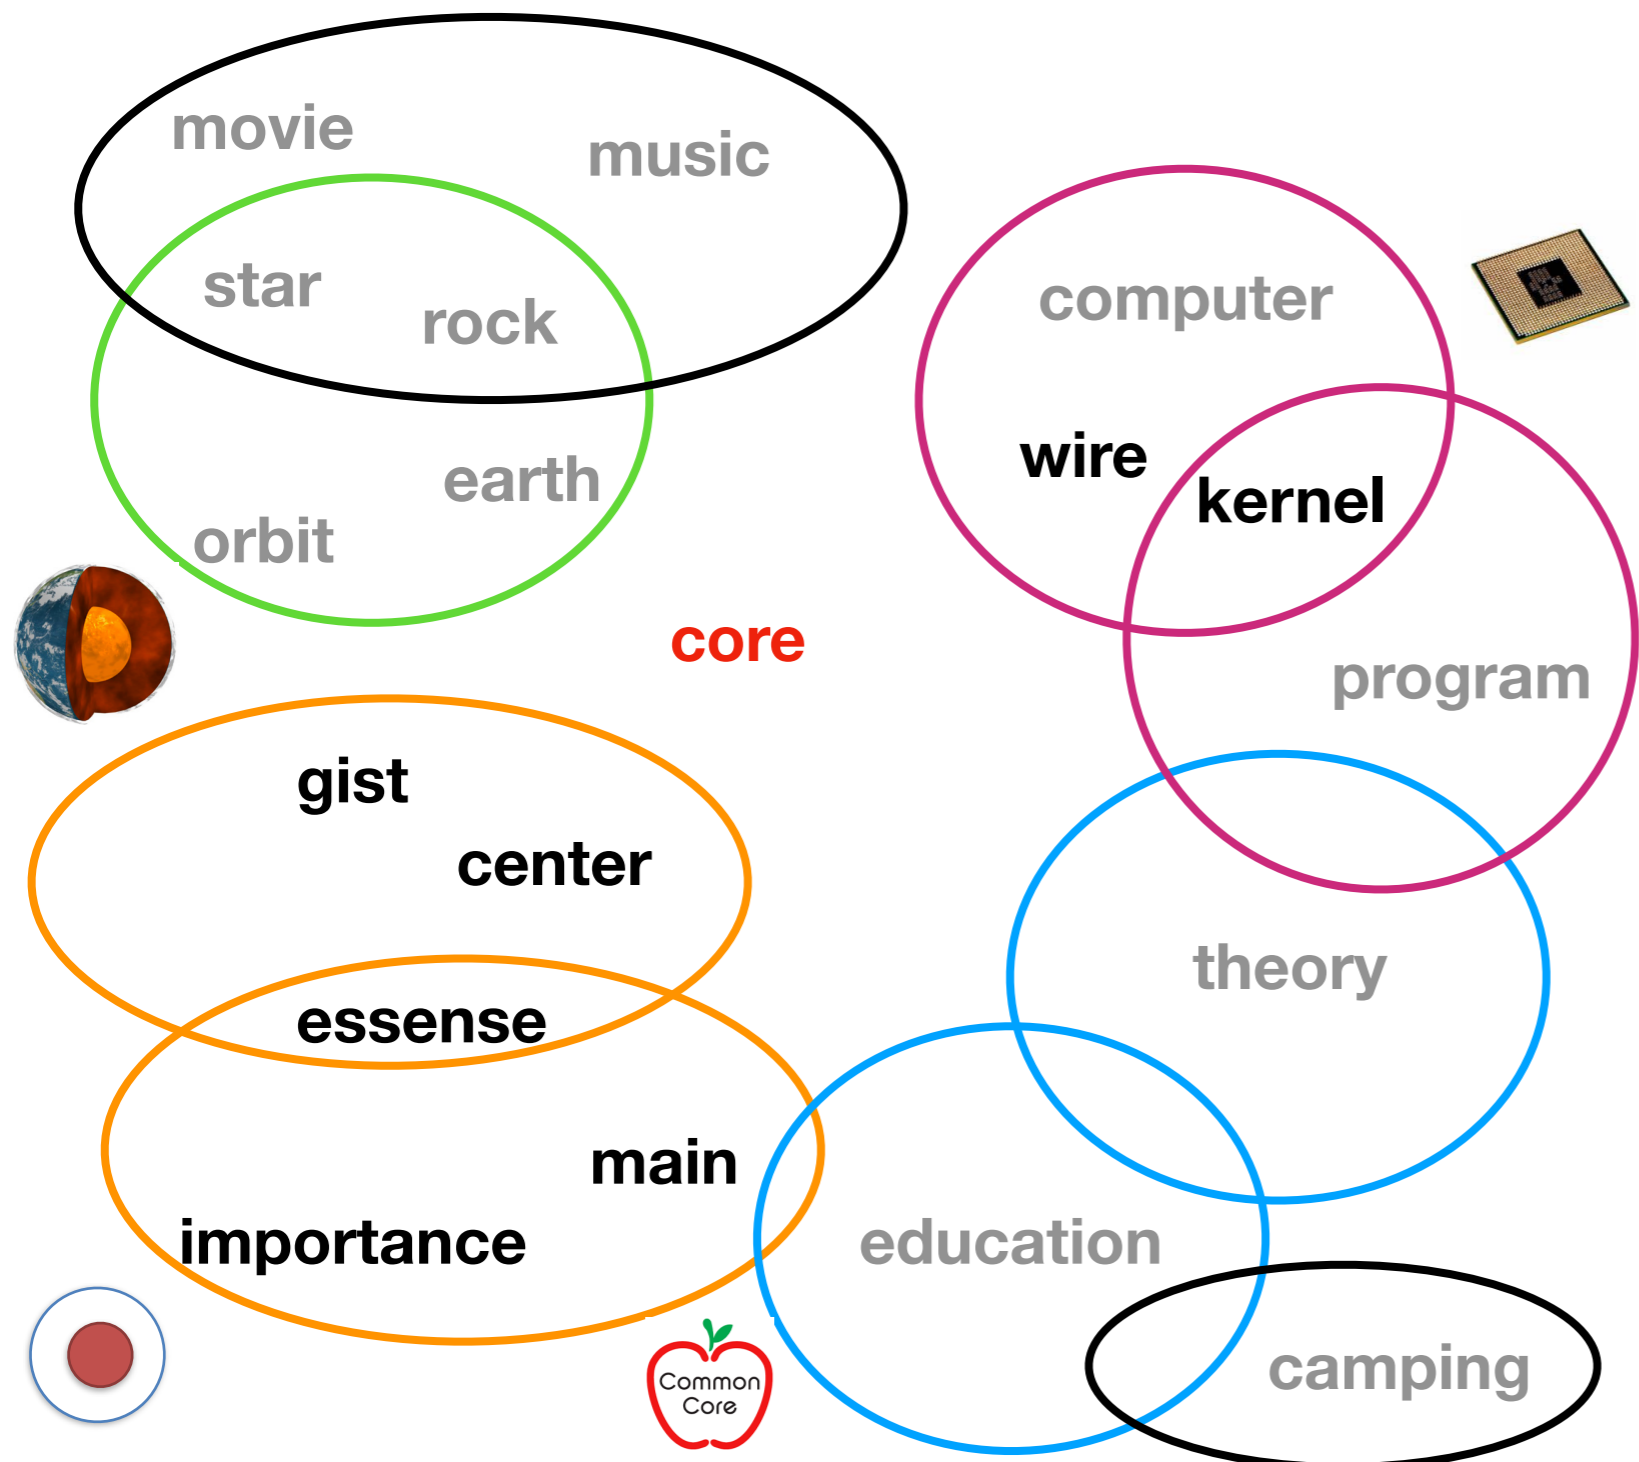 movie
music
star
rock
computer
wire
kernel
earth
orbit
core
program
gist
center
theory
essense
main
importance
education
camping
Common
Core